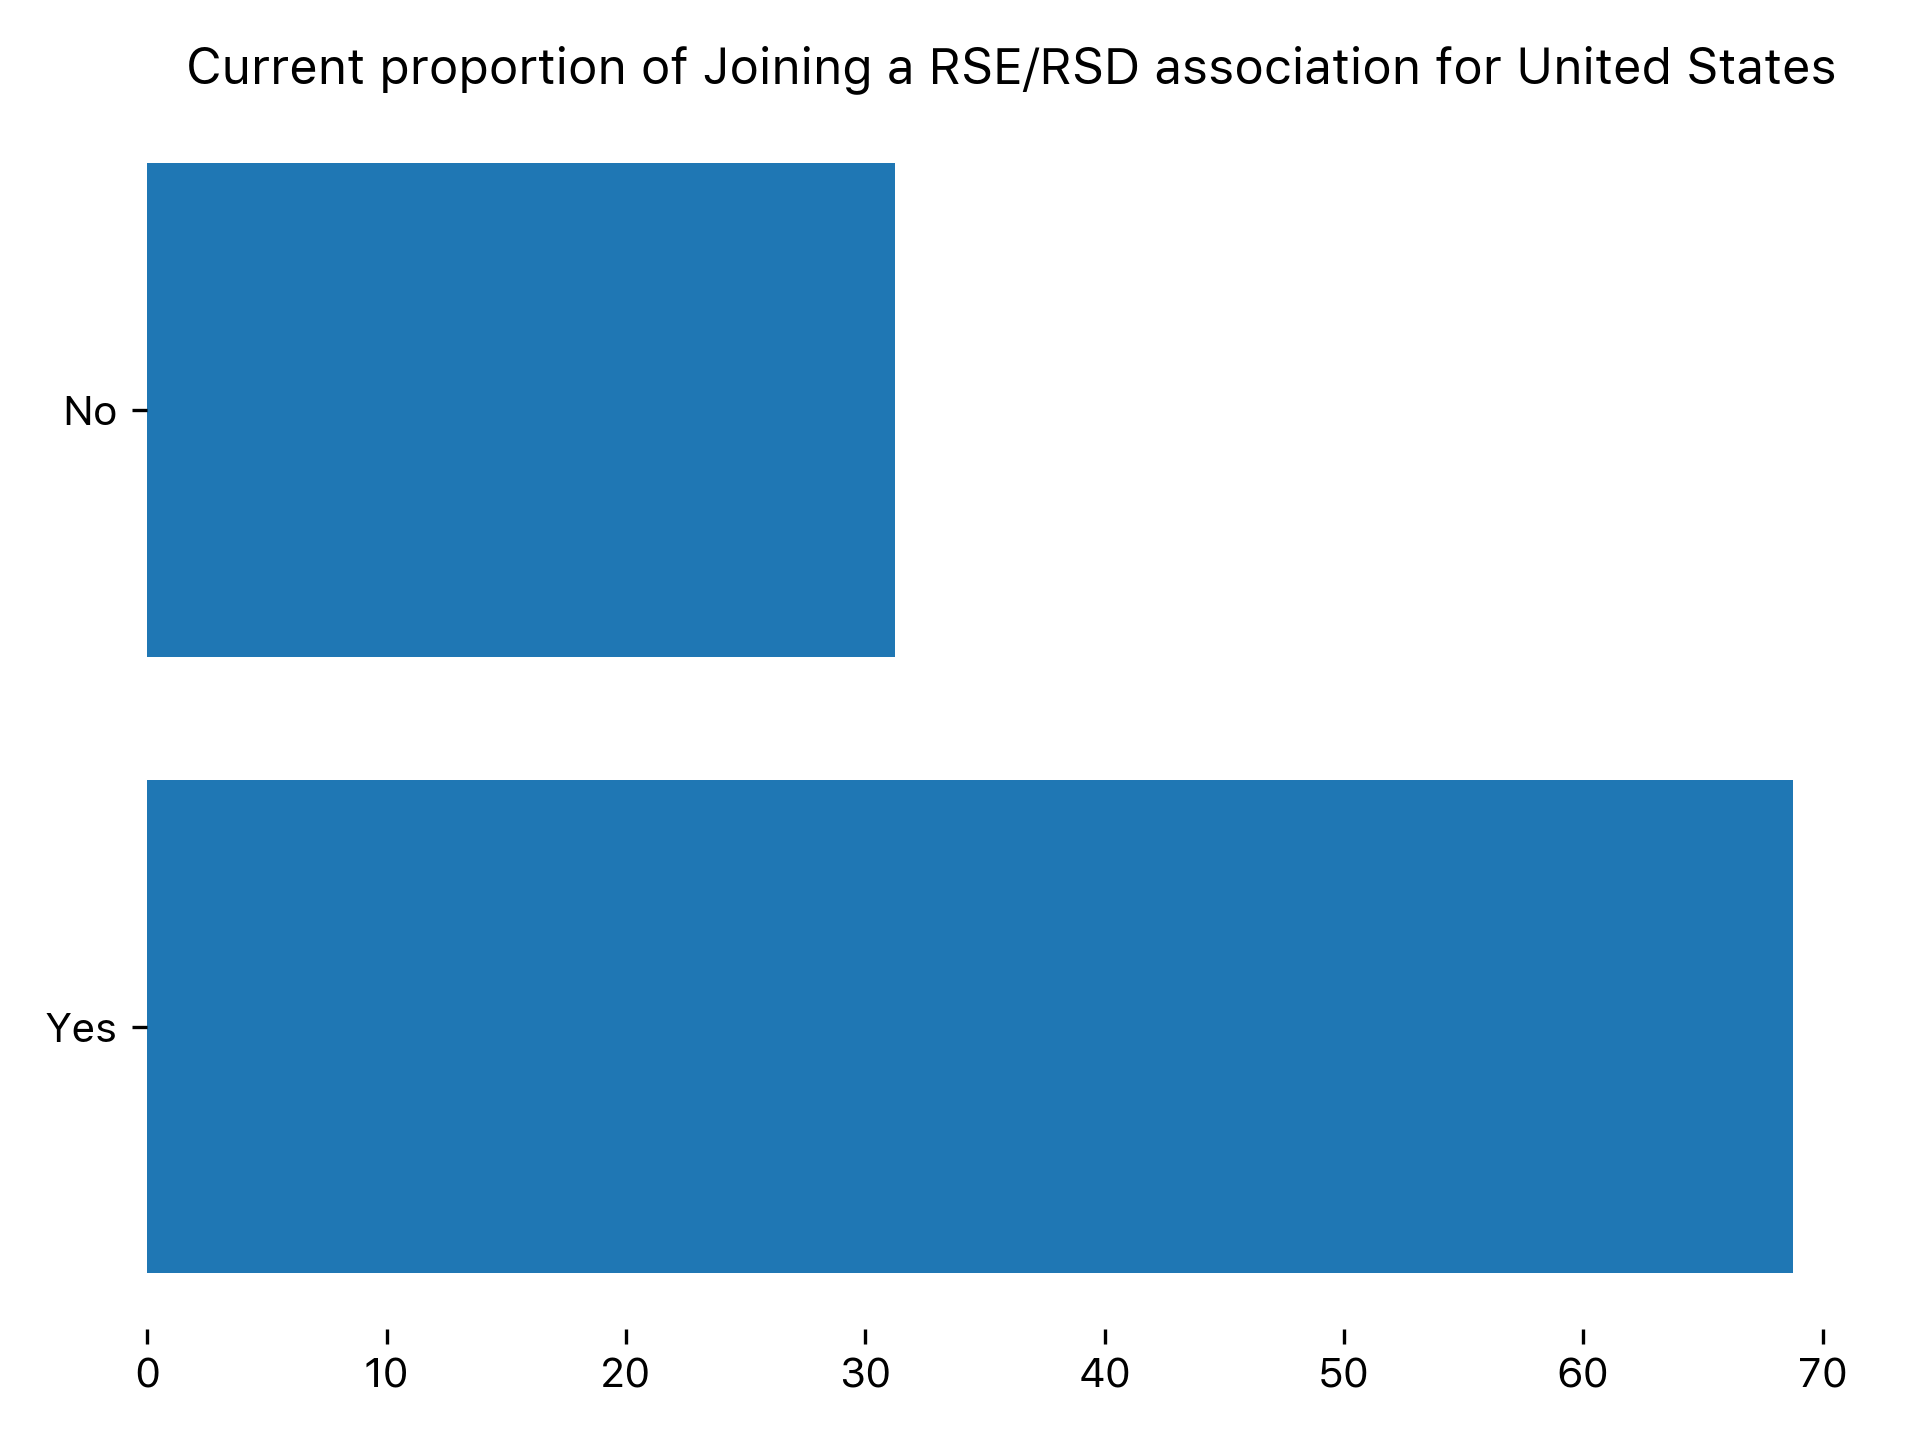 Current proportion of Joining a RSE/RSD association for United States
No
Yes
0 10 20 30 40 50 60 70